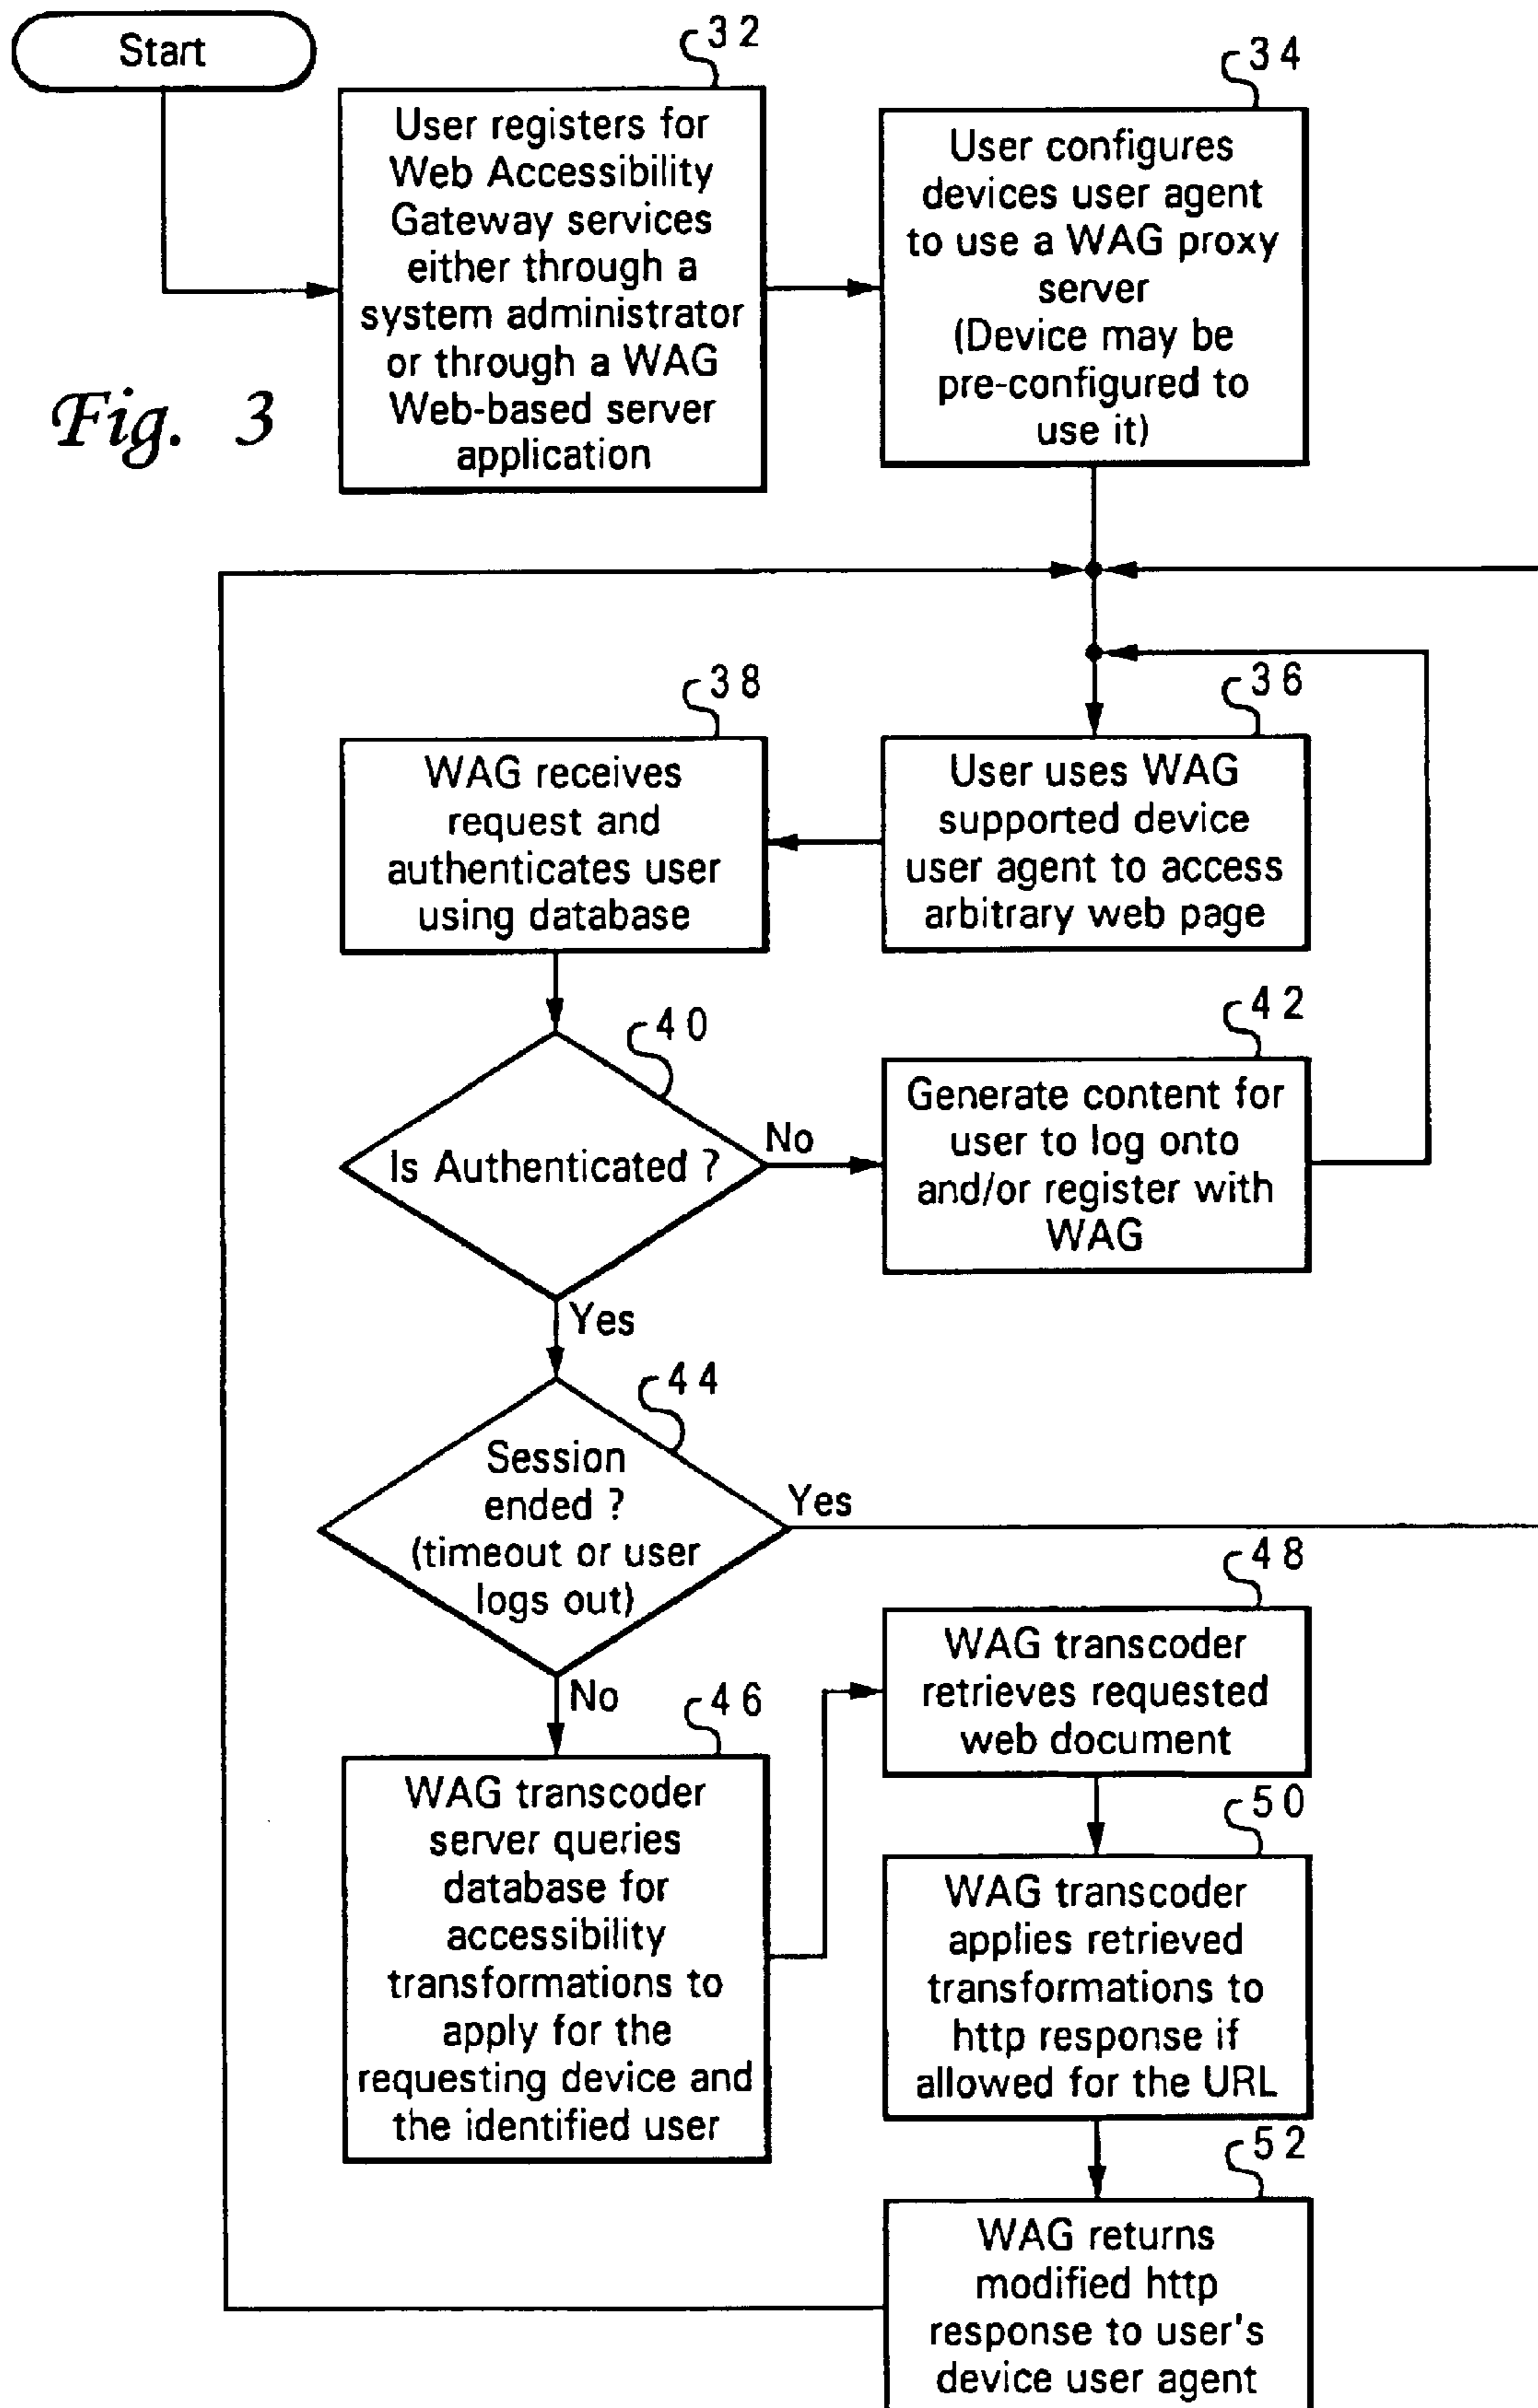 Start
32
User registers for
Web Accessibility
Gateway services
either through a
system administrator
or through a WAG
Web-based server
application
34
User configures
devices user agent
to use a WAG proxy
server
(Device may be
pre-configured to
use it)
Fig. 3
36
User uses WAG
supported device
user agent to access
arbitrary web page
38
WAG receives
request and
authenticates user
using database
40
Is Authenticated ?
No
42
Generate content for
user to log onto
and/or register with
WAG
Yes
44
Session
ended ?
(timeout or user
logs out)
Yes
No
46
WAG transcoder
server queries
database for
accessibility
transformations to
apply for the
requesting device and
the identified user
48
WAG transcoder
retrieves requested
web document
50
WAG transcoder
applies retrieved
transformations to
http response if
allowed for the URL
52
WAG returns
modified http
response to user's
device user agent